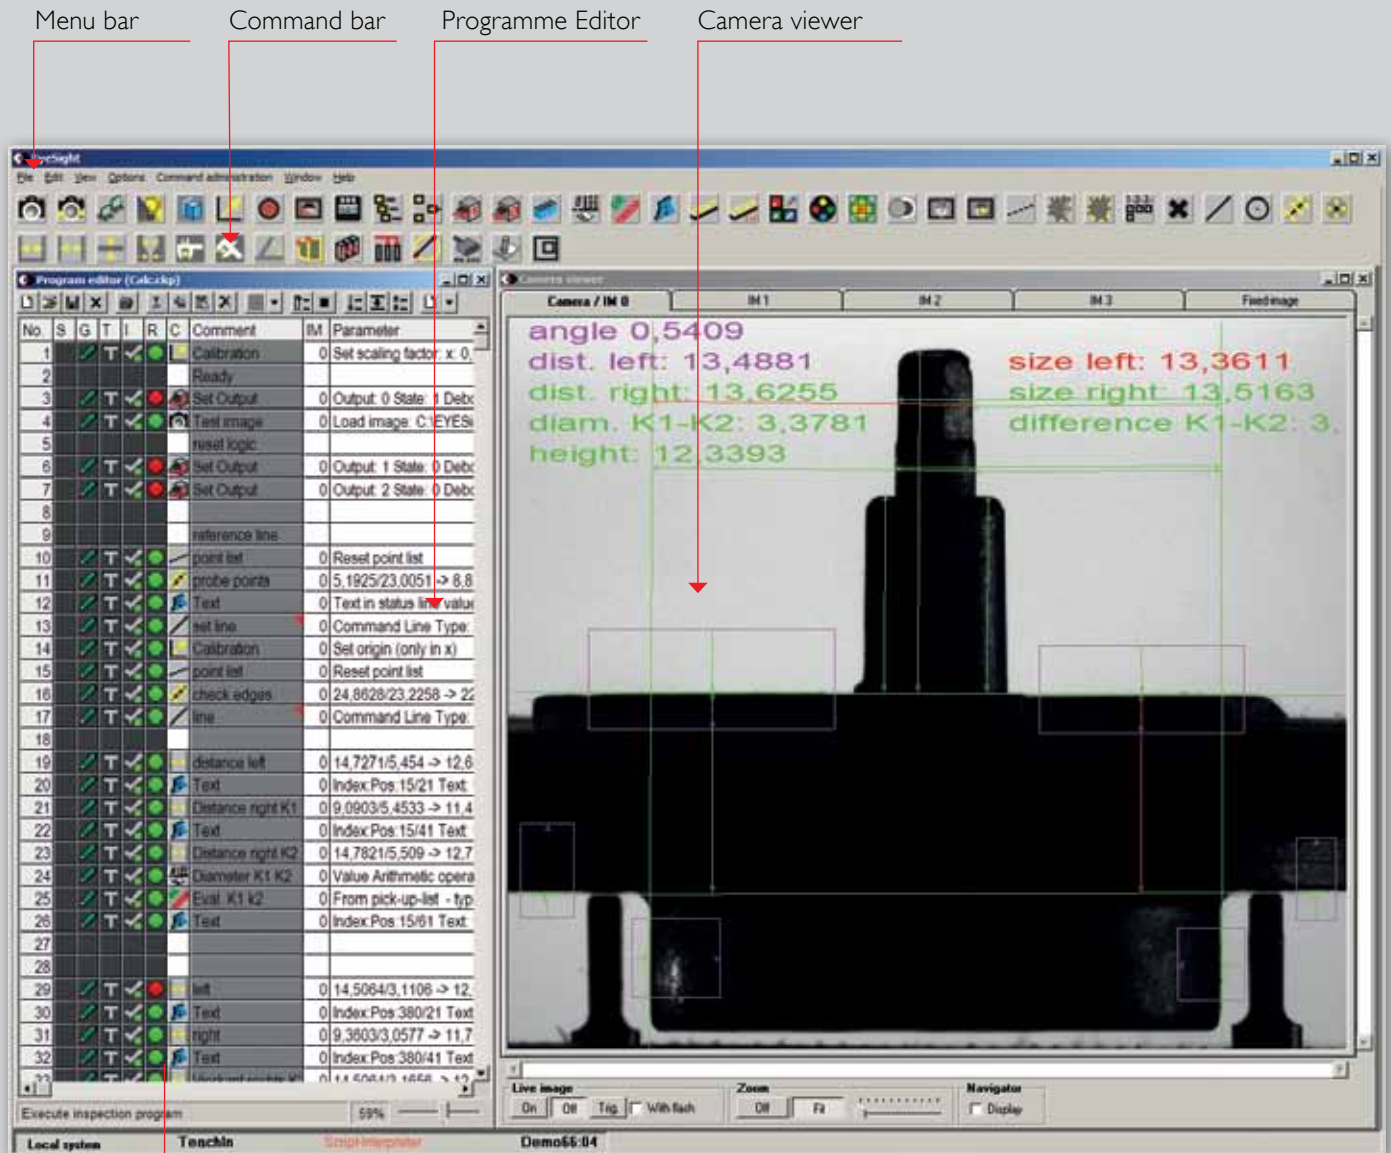 Menu bar Command bar Programme Editor Camera viewer
EyeSight
File Edit View Options Command administration Window Help
Program editor (Calc.ckp)
Camera viewer
Camera / IM 0 IM 1 IM 2 IM 3 Fixed image
No. S G T I R C Comment IM Parameter
1 T Calibration 0 Set scaling factor: x: 0,
2 Ready
3 T Set Output 0 Output: 0 State: 1 Debo
4 T Test image 0 Load image: C:\EYESi
5 reset logic
6 T Set Output 0 Output: 1 State: 0 Debo
7 T Set Output 0 Output: 2 State: 0 Debo
8
9 reference line
10 T point list 0 Reset point list
11 T probe points 0 5,1925/23,0051 -> 8,8
12 T Text 0 Text in status line value
13 T set line 0 Command Line Type:
14 T Calibration 0 Set origin (only in x)
15 T point list 0 Reset point list
16 T check edges 0 24,8628/23,2258 -> 22
17 T line 0 Command Line Type:
18
19 T distance left 0 14,7271/5,454 -> 12,6
20 T Text 0 Index:Pos:15/21 Text:
21 T Distance right K1 0 9,0903/5,4533 -> 11,4
22 T Text 0 Index:Pos:15/41 Text:
23 T Distance right K2 0 14,7821/5,509 -> 12,7
24 T Diameter K1 K2 0 Value Arithmetic opera
25 T Eval. K1 k2 0 From pick-up-list - typ
26 T Text 0 Index:Pos:15/61 Text:
27
28
29 T left 0 14,5064/3,1106 -> 12,
30 T Text 0 Index:Pos:380/21 Text
31 T right 0 9,3603/3,0577 -> 11,7
32 T Text 0 Index:Pos:380/41 Text
angle 0,5409
dist. left: 13,4881 size left: 13,3611
dist. right: 13,6255 size right: 13,5163
diam. K1-K2: 3,3781 difference K1-K2: 3,
height: 12,3393
Live image Zoom Navigator
On Off Trig. With flash Off Fit Display
Execute inspection program 59%
Local system TeachIn Script-Interpreter Demo66:04